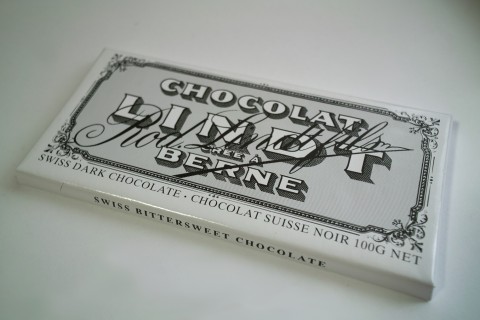 CHOCOLAT
LINDT
BERNE
SWISS DARK CHOCOLATE • CHOCOLAT SUISSE NOIR 100G NET
SWISS BITTERSWEET CHOCOLATE